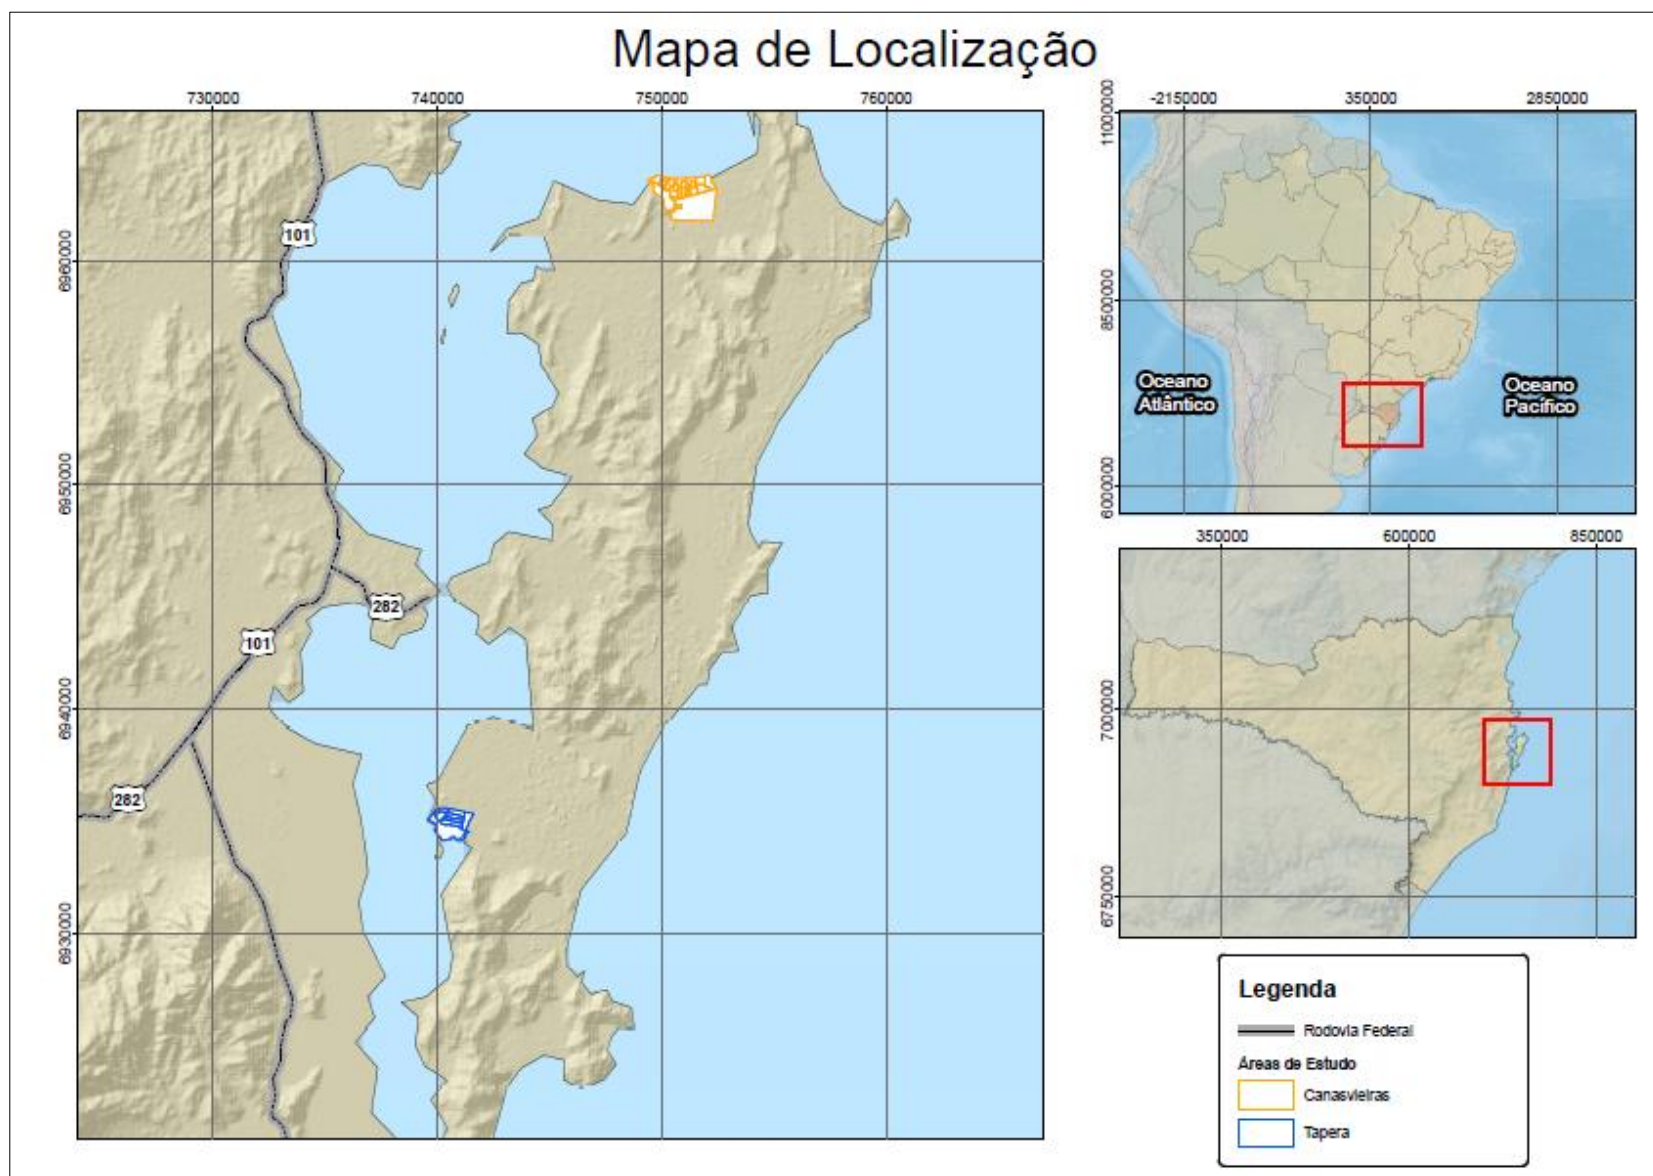 Mapa de Localização
730000 740000 750000 760000
6960000
6950000
6940000
6930000
101
282
101
282
-2150000 350000 2850000
11000000
8500000
6000000
Oceano
Atlântico
Oceano
Pacífico
350000 600000 850000
7000000
6750000
Legenda
Rodovia Federal
Áreas de Estudo
Canasvieiras
Tapera